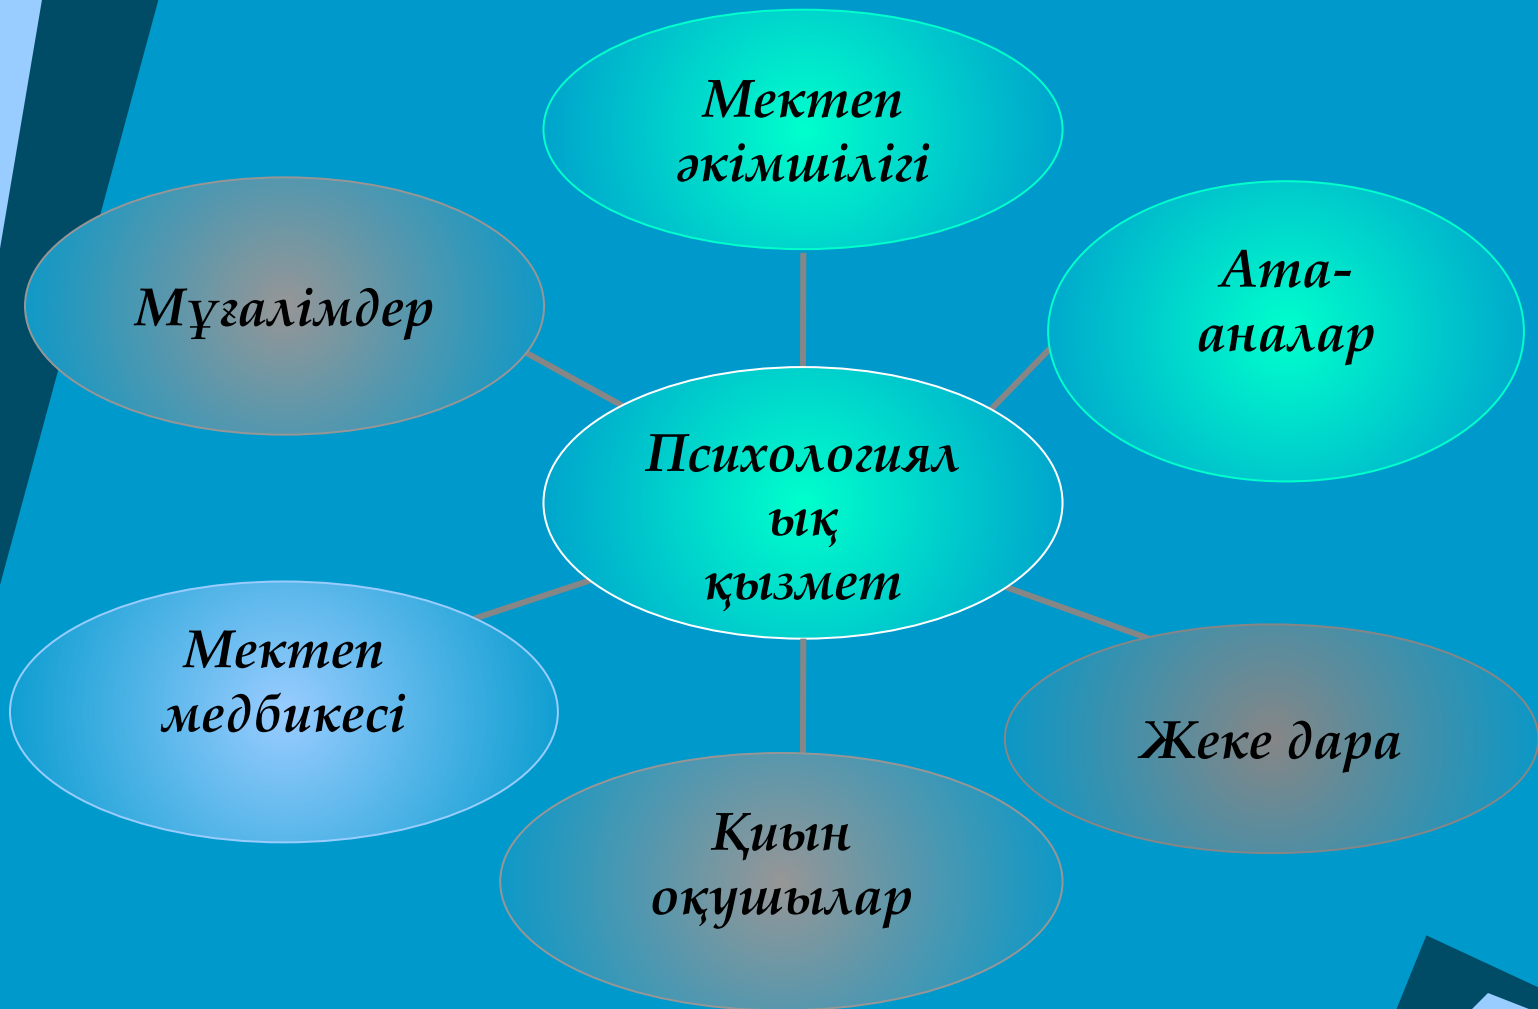 Мектеп
әкімшілігі
Ата-
аналар
Мұғалімдер
Психологиял
ық
қызмет
Мектеп
медбикесі
Жеке дара
Қиын
оқушылар